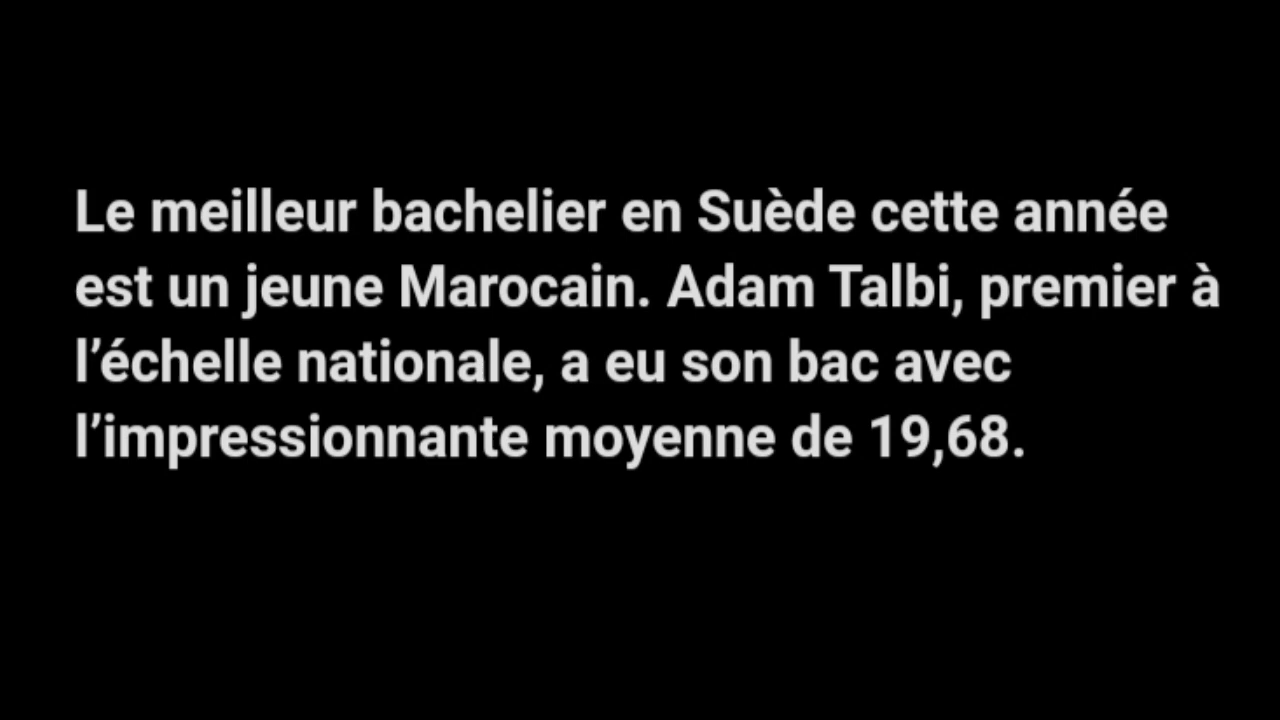 Le meilleur bachelier en Suède cette année
est un jeune Marocain. Adam Talbi, premier à
l’échelle nationale, a eu son bac avec
l’impressionnante moyenne de 19,68.